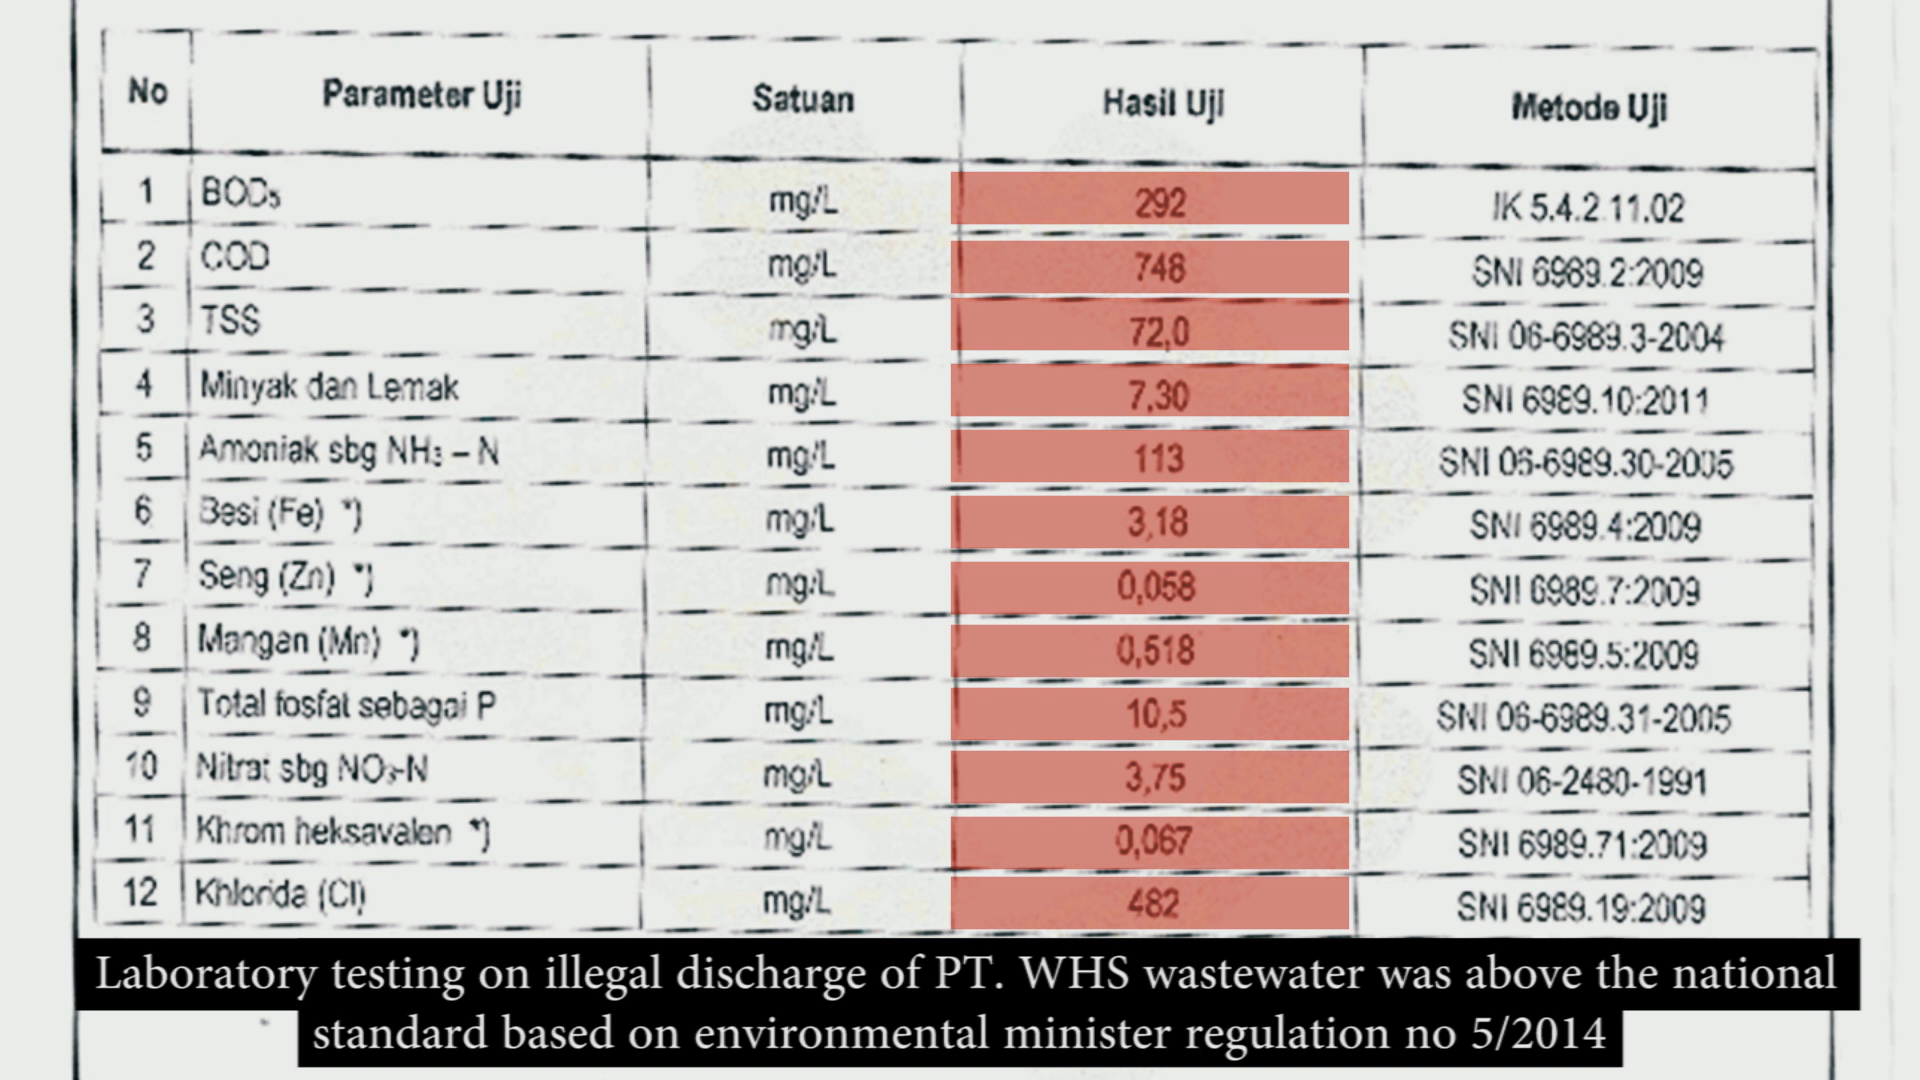 No Parameter Uji Satuan Hasil Uji Metode Uji
1 BOD₅ mg/L 292 IK 5.4.2.11.02
2 COD mg/L 748 SNI 6989.2:2009
3 TSS mg/L 72,0 SNI 06-6989.3-2004
4 Minyak dan Lemak mg/L 7,30 SNI 6989.10:2011
5 Amoniak sbg NH₃ – N mg/L 113 SNI 06-6989.30-2005
6 Besi (Fe) *) mg/L 3,18 SNI 6989.4:2009
7 Seng (Zn) *) mg/L 0,058 SNI 6989.7:2009
8 Mangan (Mn) *) mg/L 0,518 SNI 6989.5:2009
9 Total fosfat sebagai P mg/L 10,5 SNI 06-6989.31-2005
10 Nitrat sbg NO₃-N mg/L 3,75 SNI 06-2480-1991
11 Khrom heksavalen *) mg/L 0,067 SNI 6989.71:2009
12 Khlorida (Cl) mg/L 482 SNI 6989.19:2009
Laboratory testing on illegal discharge of PT. WHS wastewater was above the national
standard based on environmental minister regulation no 5/2014